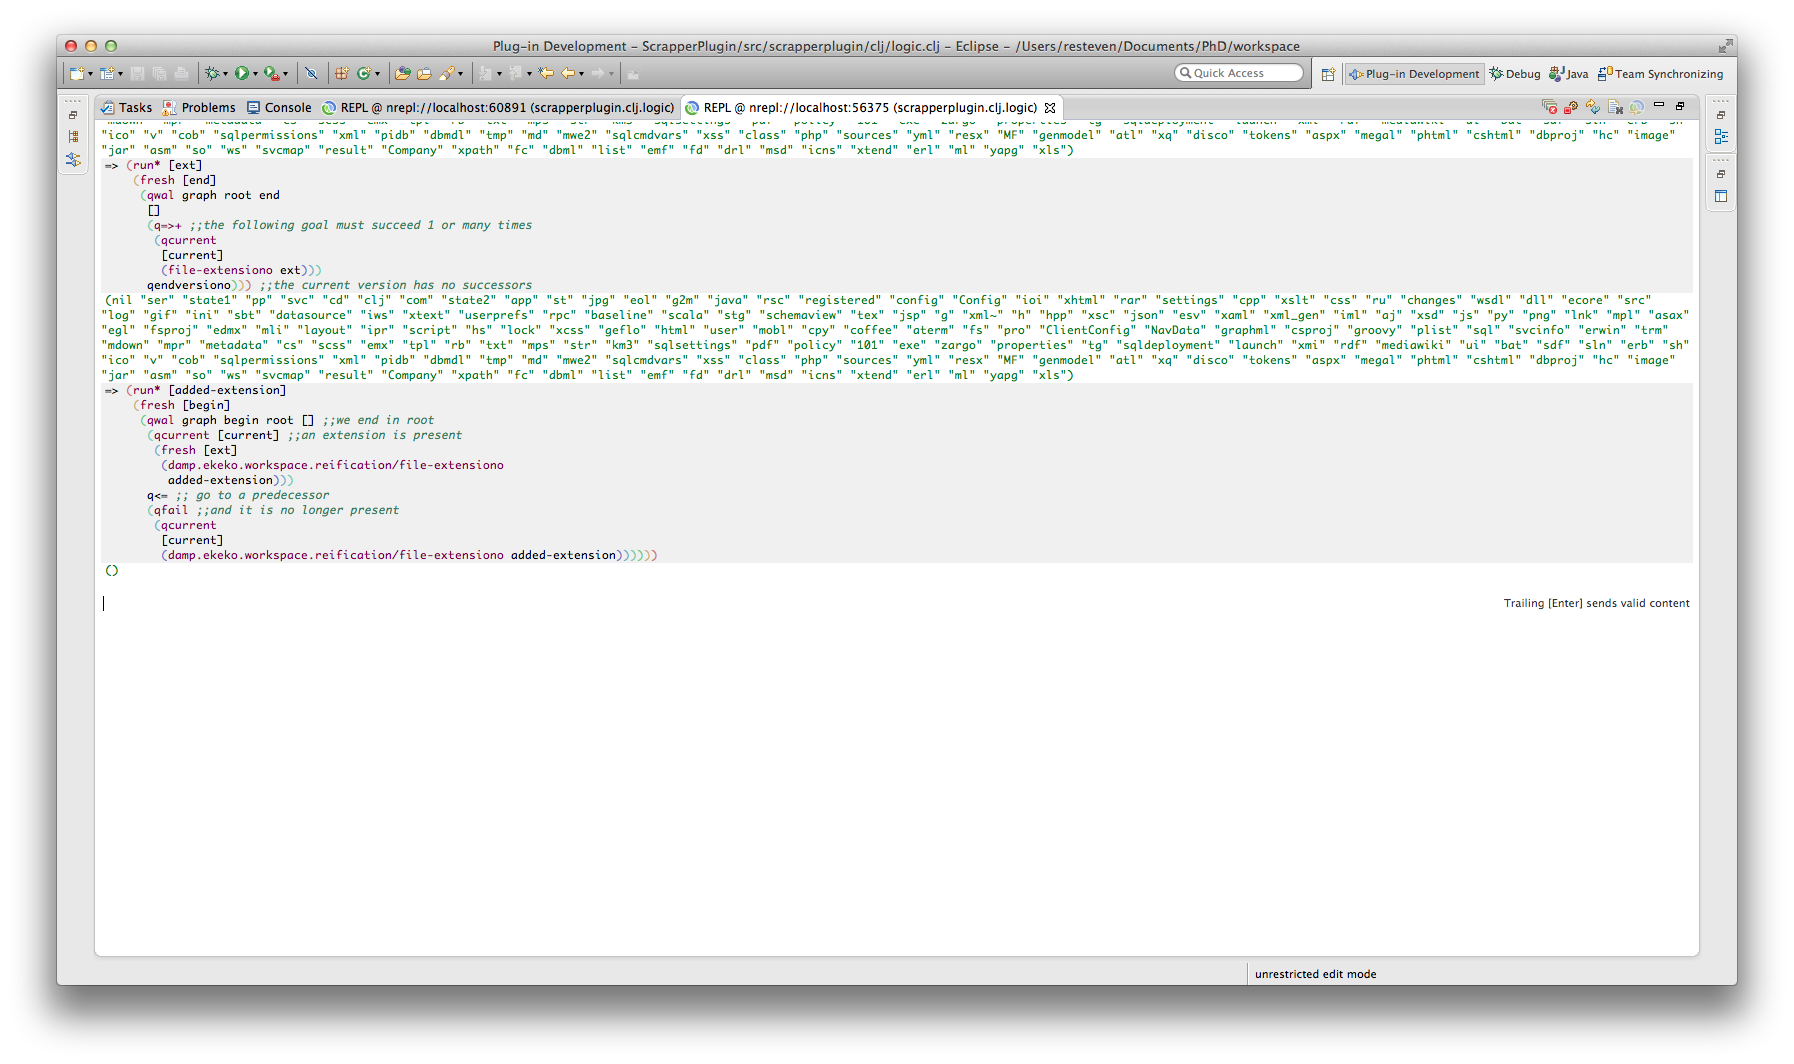 Plug-in Development - ScrapperPlugin/src/scrapperplugin/clj/logic.clj - Eclipse - /Users/resteven/Documents/PhD/workspace
Quick Access
Plug-in Development
Debug
Java
Team Synchronizing
Tasks
Problems
Console
REPL @ nrepl://localhost:60891 (scrapperplugin.clj.logic)
REPL @ nrepl://localhost:56375 (scrapperplugin.clj.logic)
"ico" "v" "cob" "sqlpermissions" "xml" "pidb" "dbmdl" "tmp" "md" "mwe2" "sqlcmdvars" "xss" "class" "php" "sources" "yml" "resx" "MF" "genmodel" "atl" "xq" "disco" "tokens" "aspx" "megal" "phtml" "cshtml" "dbproj" "hc" "image"
"jar" "asm" "so" "ws" "svcmap" "result" "Company" "xpath" "fc" "dbml" "list" "emf" "fd" "drl" "msd" "icns" "xtend" "erl" "ml" "yapg" "xls")
=> (run* [ext]
(fresh [end]
(qwal graph root end
[]
(q=>+ ;;the following goal must succeed 1 or many times
(qcurrent
[current]
(file-extensiono ext)))
qendversiono))) ;;the current version has no successors
(nil "ser" "state1" "pp" "svc" "cd" "clj" "com" "state2" "app" "st" "jpg" "eol" "g2m" "java" "rsc" "registered" "config" "Config" "ioi" "xhtml" "rar" "settings" "cpp" "xslt" "css" "ru" "changes" "wsdl" "dll" "ecore" "src"
"log" "gif" "ini" "sbt" "datasource" "iws" "xtext" "userprefs" "rpc" "baseline" "scala" "stg" "schemaview" "tex" "jsp" "g" "xml~" "h" "hpp" "xsc" "json" "esv" "xaml" "xml_gen" "iml" "aj" "xsd" "js" "py" "png" "lnk" "mpl" "asax"
"egl" "fsproj" "edmx" "mli" "layout" "ipr" "script" "hs" "lock" "xcss" "geflo" "html" "user" "mobl" "cpy" "coffee" "aterm" "fs" "pro" "ClientConfig" "NavData" "graphml" "csproj" "groovy" "plist" "sql" "svcinfo" "erwin" "trm"
"mdown" "mpr" "metadata" "cs" "scss" "emx" "tpl" "rb" "txt" "mps" "str" "km3" "sqlsettings" "pdf" "policy" "101" "exe" "zargo" "properties" "tg" "sqldeployment" "launch" "xmi" "rdf" "mediawiki" "ui" "bat" "sdf" "sln" "erb" "sh"
"ico" "v" "cob" "sqlpermissions" "xml" "pidb" "dbmdl" "tmp" "md" "mwe2" "sqlcmdvars" "xss" "class" "php" "sources" "yml" "resx" "MF" "genmodel" "atl" "xq" "disco" "tokens" "aspx" "megal" "phtml" "cshtml" "dbproj" "hc" "image"
"jar" "asm" "so" "ws" "svcmap" "result" "Company" "xpath" "fc" "dbml" "list" "emf" "fd" "drl" "msd" "icns" "xtend" "erl" "ml" "yapg" "xls")
=> (run* [added-extension]
(fresh [begin]
(qwal graph begin root [] ;;we end in root
(qcurrent [current] ;;an extension is present
(fresh [ext]
(damp.ekeko.workspace.reification/file-extensiono
added-extension)))
q<= ;; go to a predecessor
(qfail ;;and it is no longer present
(qcurrent
[current]
(damp.ekeko.workspace.reification/file-extensiono added-extension))))))
()
Trailing [Enter] sends valid content
unrestricted edit mode